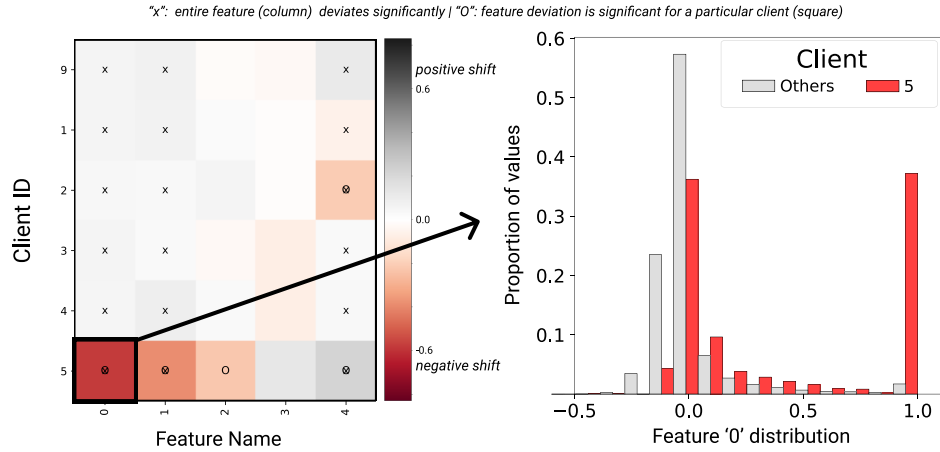 “x”: entire feature (column) deviates significantly | “O”: feature deviation is significant for a particular client (square)
Client ID
9
1
2
3
4
5
x x x
x x x
x x x O
x x x
x x x
x O x O O x O
0
1
2
3
4
Feature Name
positive shift
0.6
0.0
-0.6
negative shift
Proportion of values
0.6
0.5
0.4
0.3
0.2
0.1
Client
Others 5
−0.5 0.0 0.5 1.0
Feature ‘0’ distribution